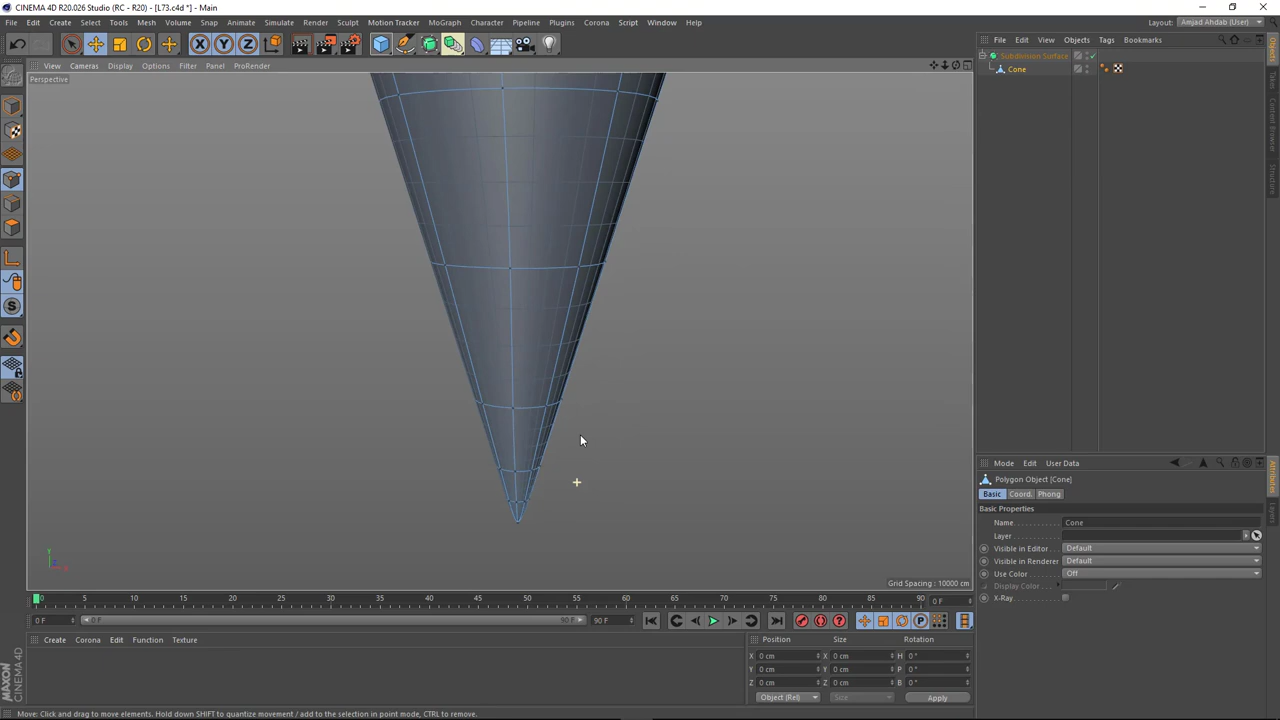 CINEMA 4D R20.026 Studio (RC - R20) - [L73.c4d *] - Main
File Edit Create Select Tools Mesh Volume Snap Animate Simulate Render Sculpt Motion Tracker MoGraph Character Pipeline Plugins Corona Script Window Help
Layout: Amjad Ahdab (User)
X Y Z
File Edit View Objects Tags Bookmarks
Subdivision Surface
Cone
View Cameras Display Options Filter Panel ProRender
Perspective
Objects
Takes
Content Browser
Structure
S
Mode Edit User Data
Polygon Object [Cone]
Basic Coord. Phong
Basic Properties
Name Cone
Layer
Visible in Editor Default
Visible in Renderer Default
Use Color Off
Display Color
X-Ray
Attributes
Layers
Y
X
Grid Spacing : 10000 cm
0 5 10 15 20 25 30 35 40 45 50 55 60 65 70 75 80 85 90 0 F
0 F 0 F 90 F 90 F
P
Create Corona Edit Function Texture
Position Size Rotation
X 0 cm X 0 cm H 0 °
Y 0 cm Y 0 cm P 0 °
Z 0 cm Z 0 cm B 0 °
Object (Rel) Size Apply
MAXON
CINEMA 4D
Move: Click and drag to move elements. Hold down SHIFT to quantize movement / add to the selection in point mode, CTRL to remove.